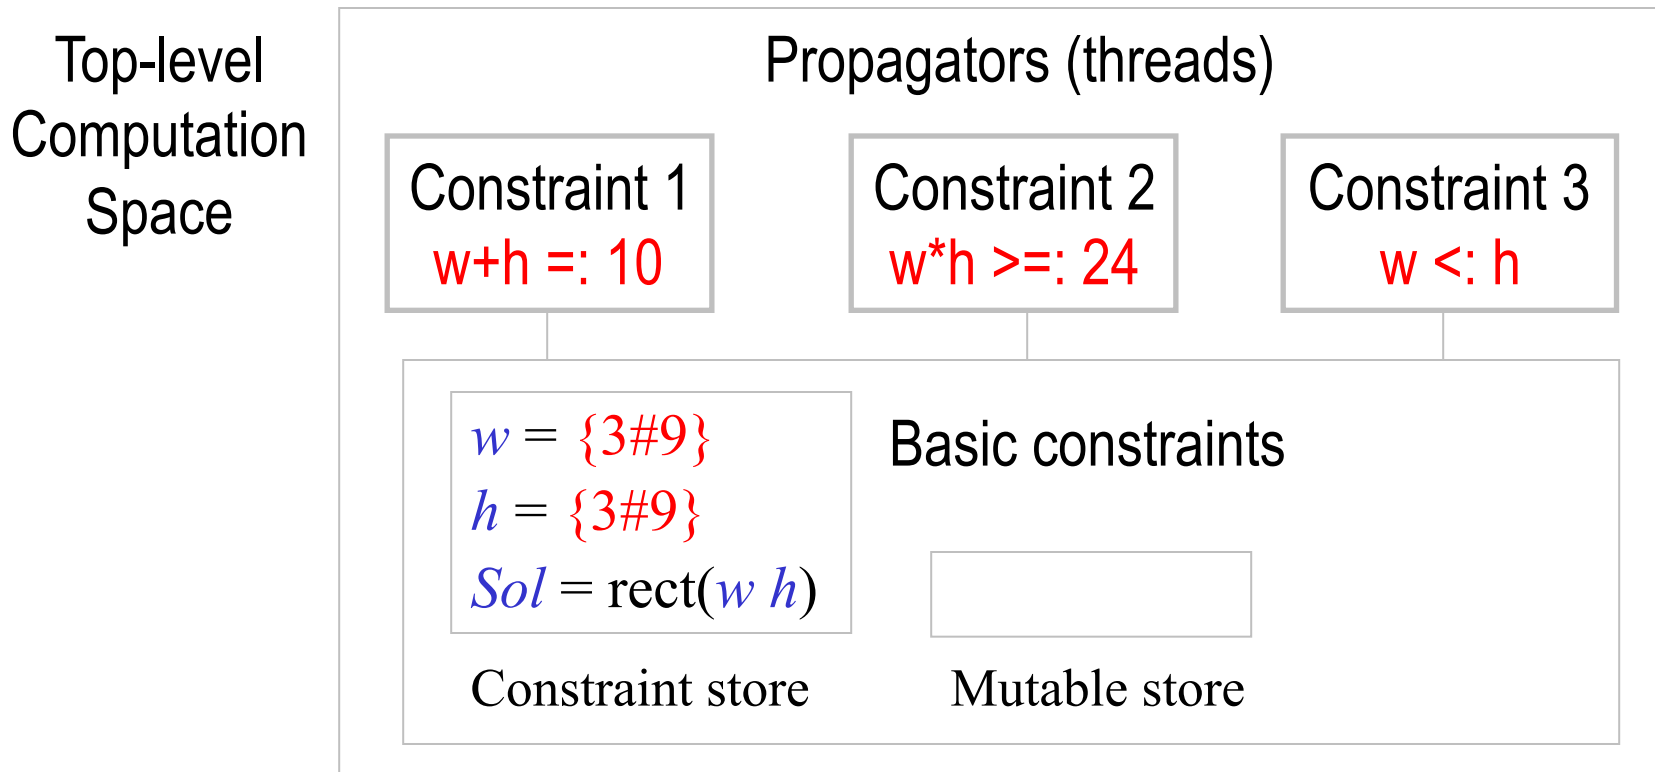 Top-level
Computation
Space
Propagators (threads)
Constraint 1
w+h =: 10
Constraint 2
w*h >=: 24
Constraint 3
w <: h
w = {3#9}
h = {3#9}
Sol = rect(w h)
Basic constraints
Constraint store
Mutable store